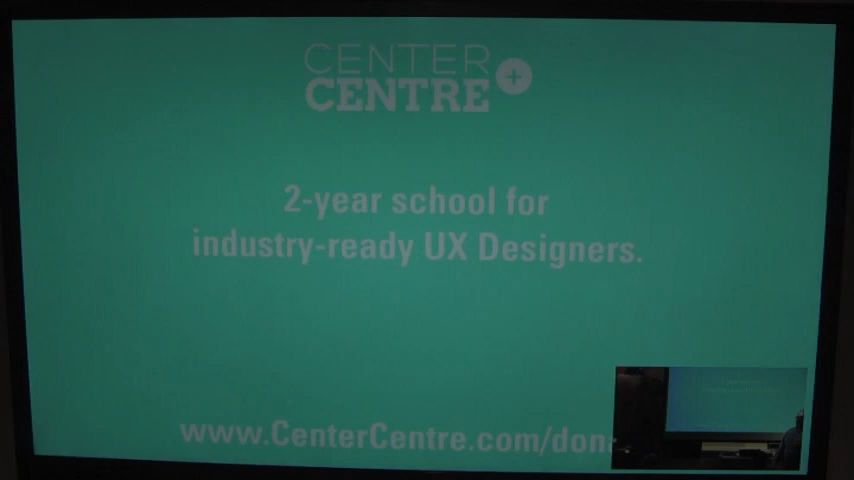 CENTER
CENTRE
2-year school for
industry-ready UX Designers.
www.CenterCentre.com/don